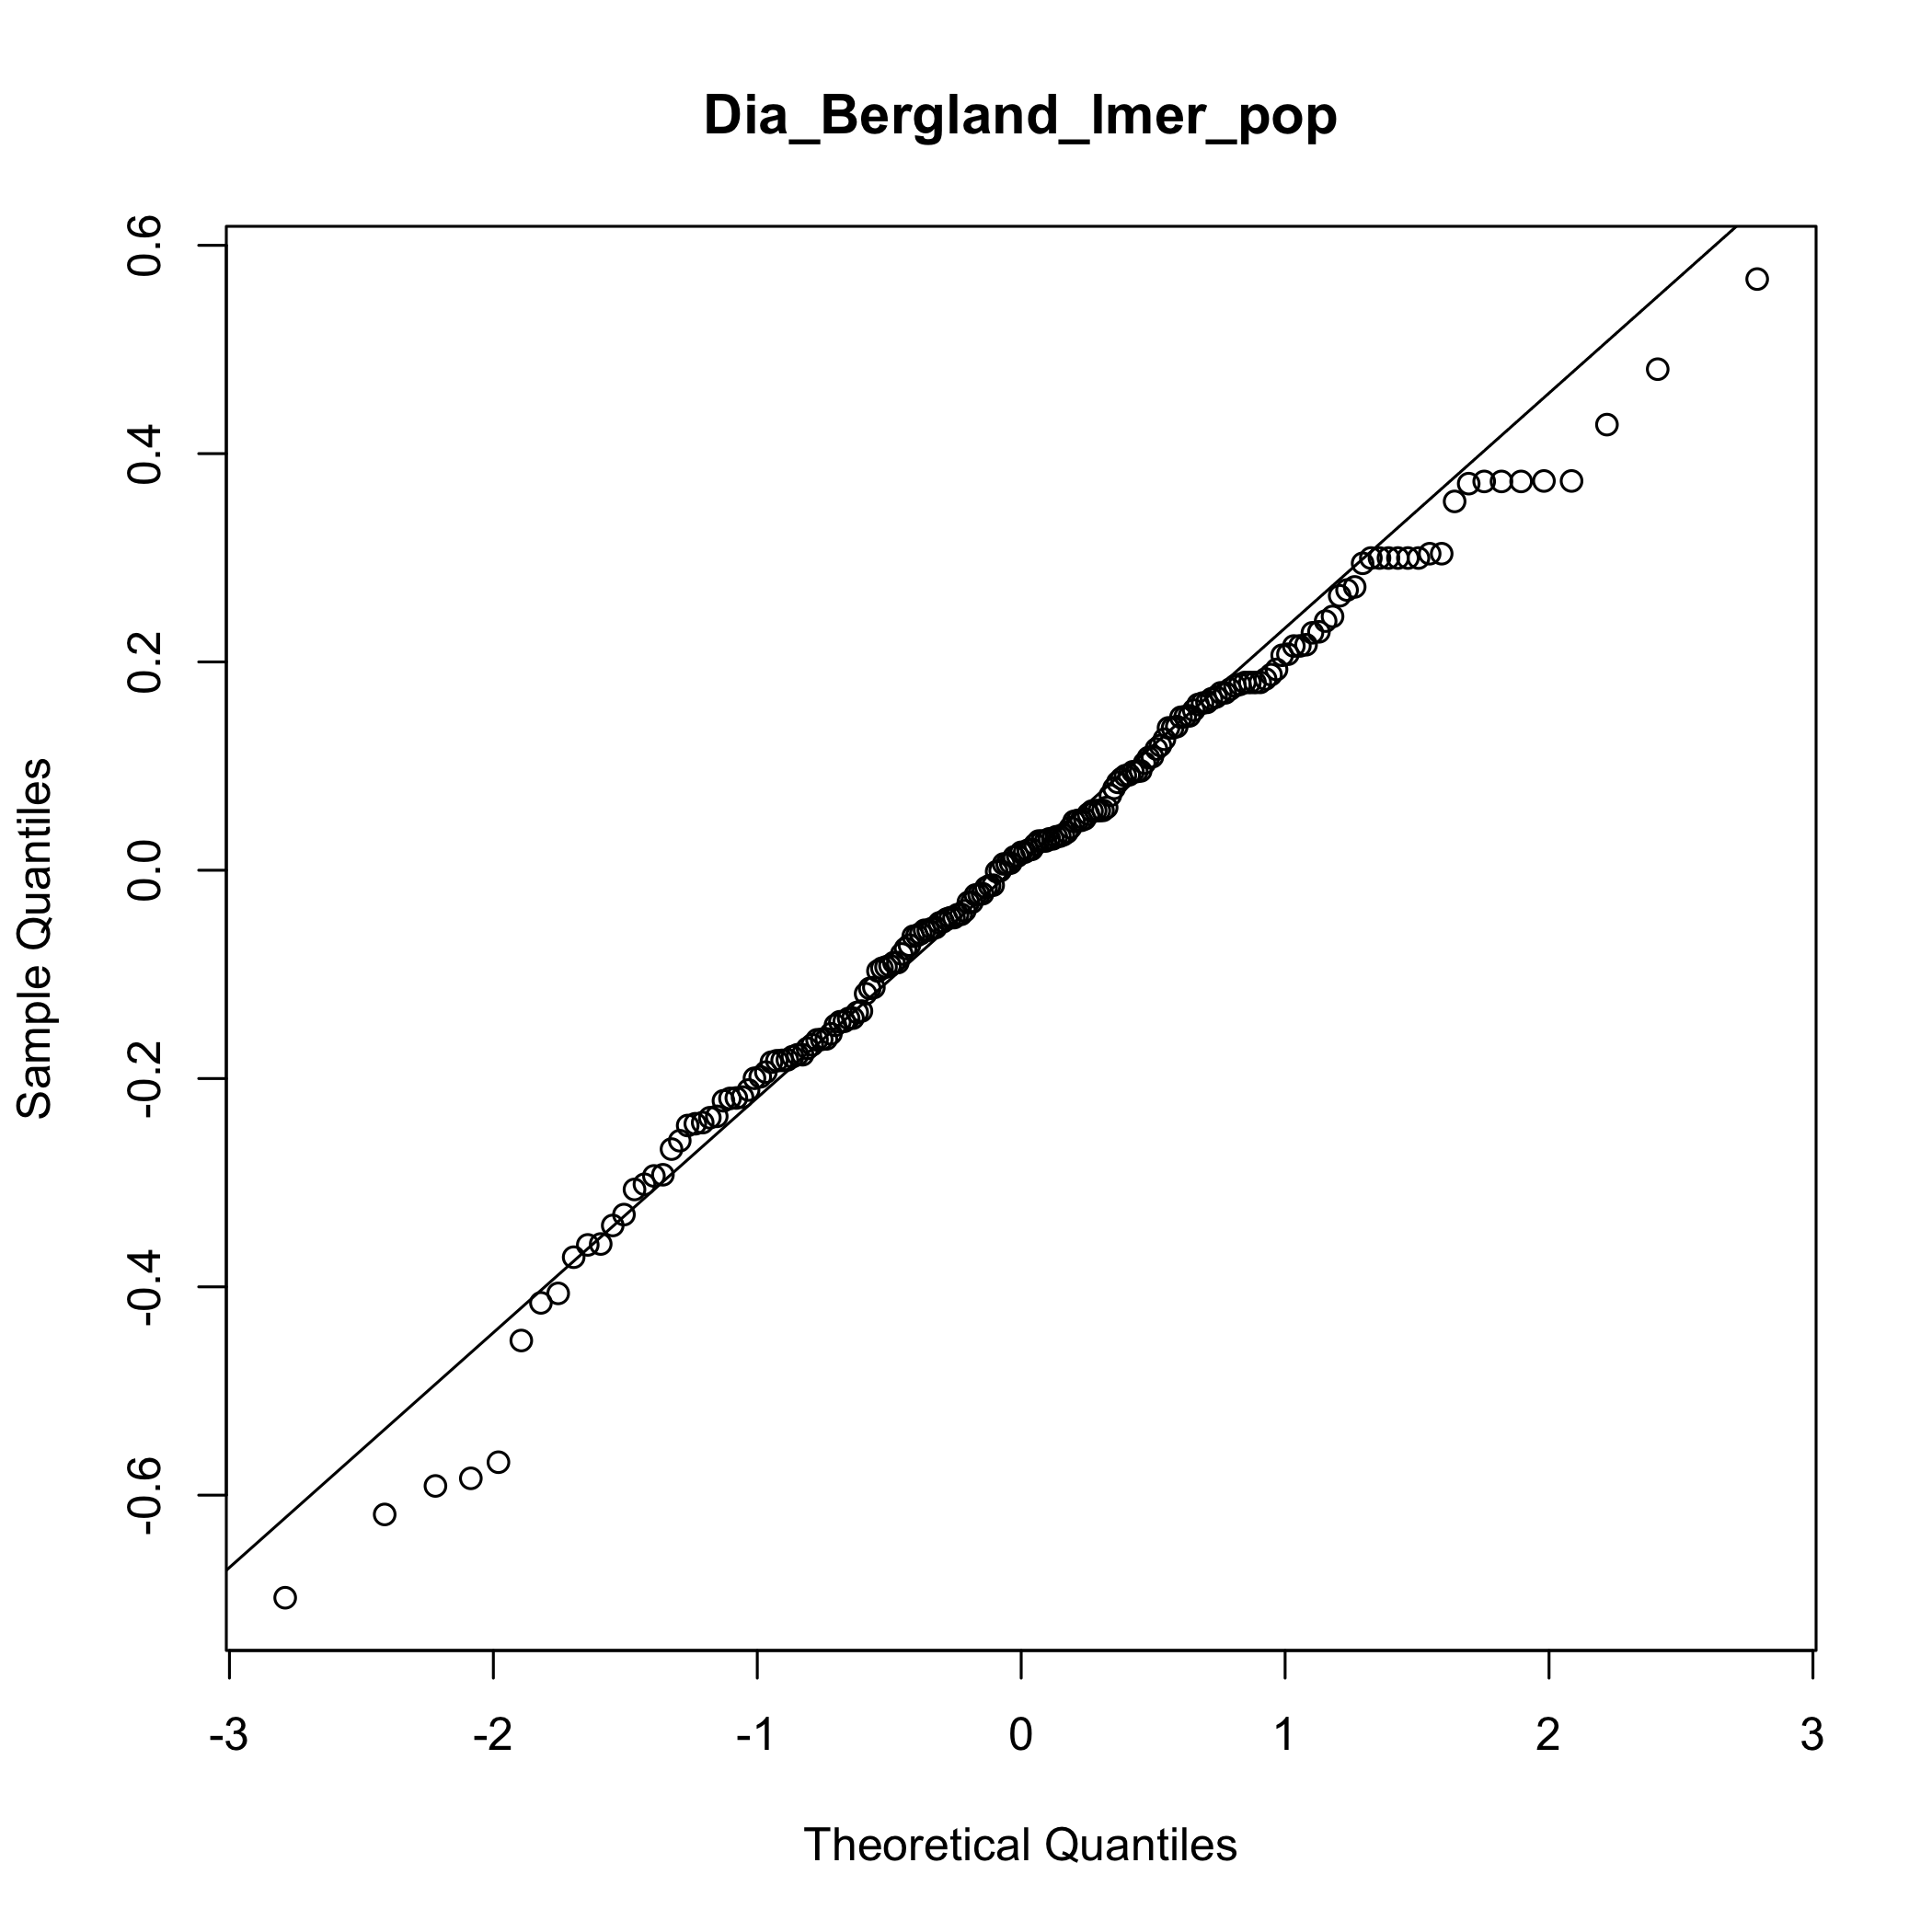 Dia_Bergland_lmer_pop
0.6
0.4
0.2
0.0
-0.2
-0.4
-0.6
Sample Quantiles
-3 -2 -1 0 1 2 3
Theoretical Quantiles